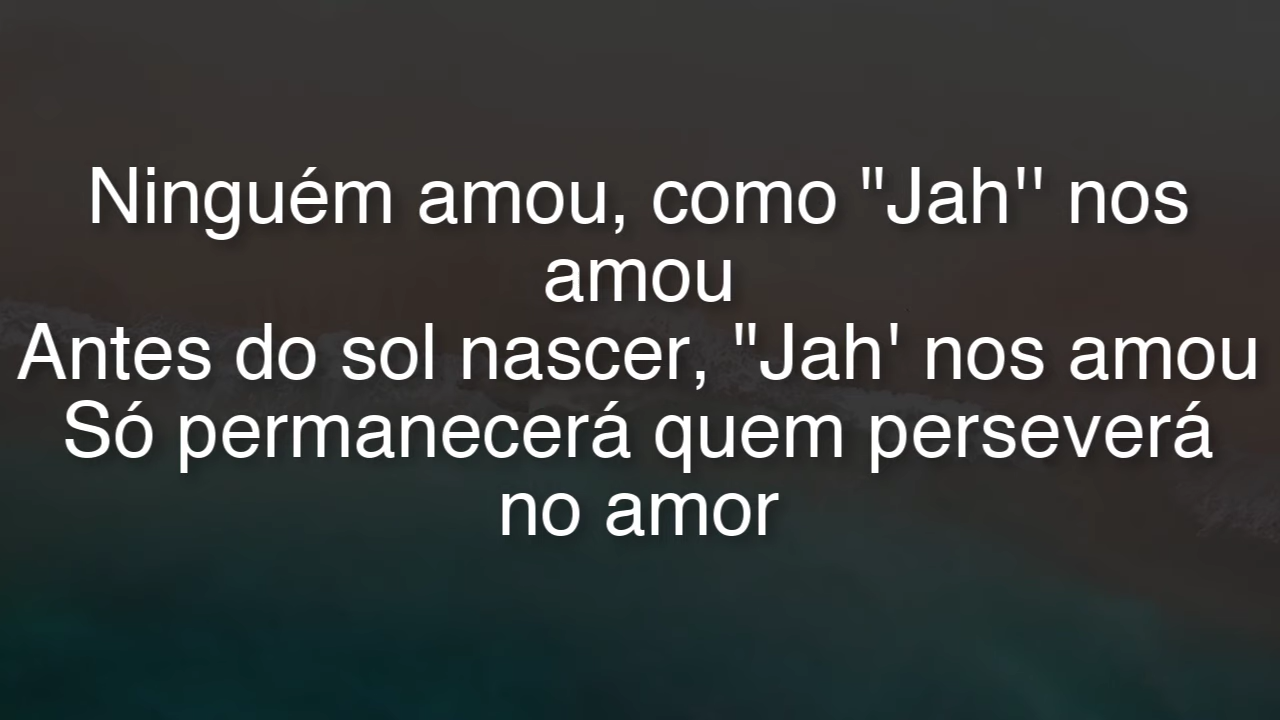 Ninguém amou, como "Jah'' nos
amou
Antes do sol nascer, "Jah' nos amou
Só permanecerá quem perseverá
no amor